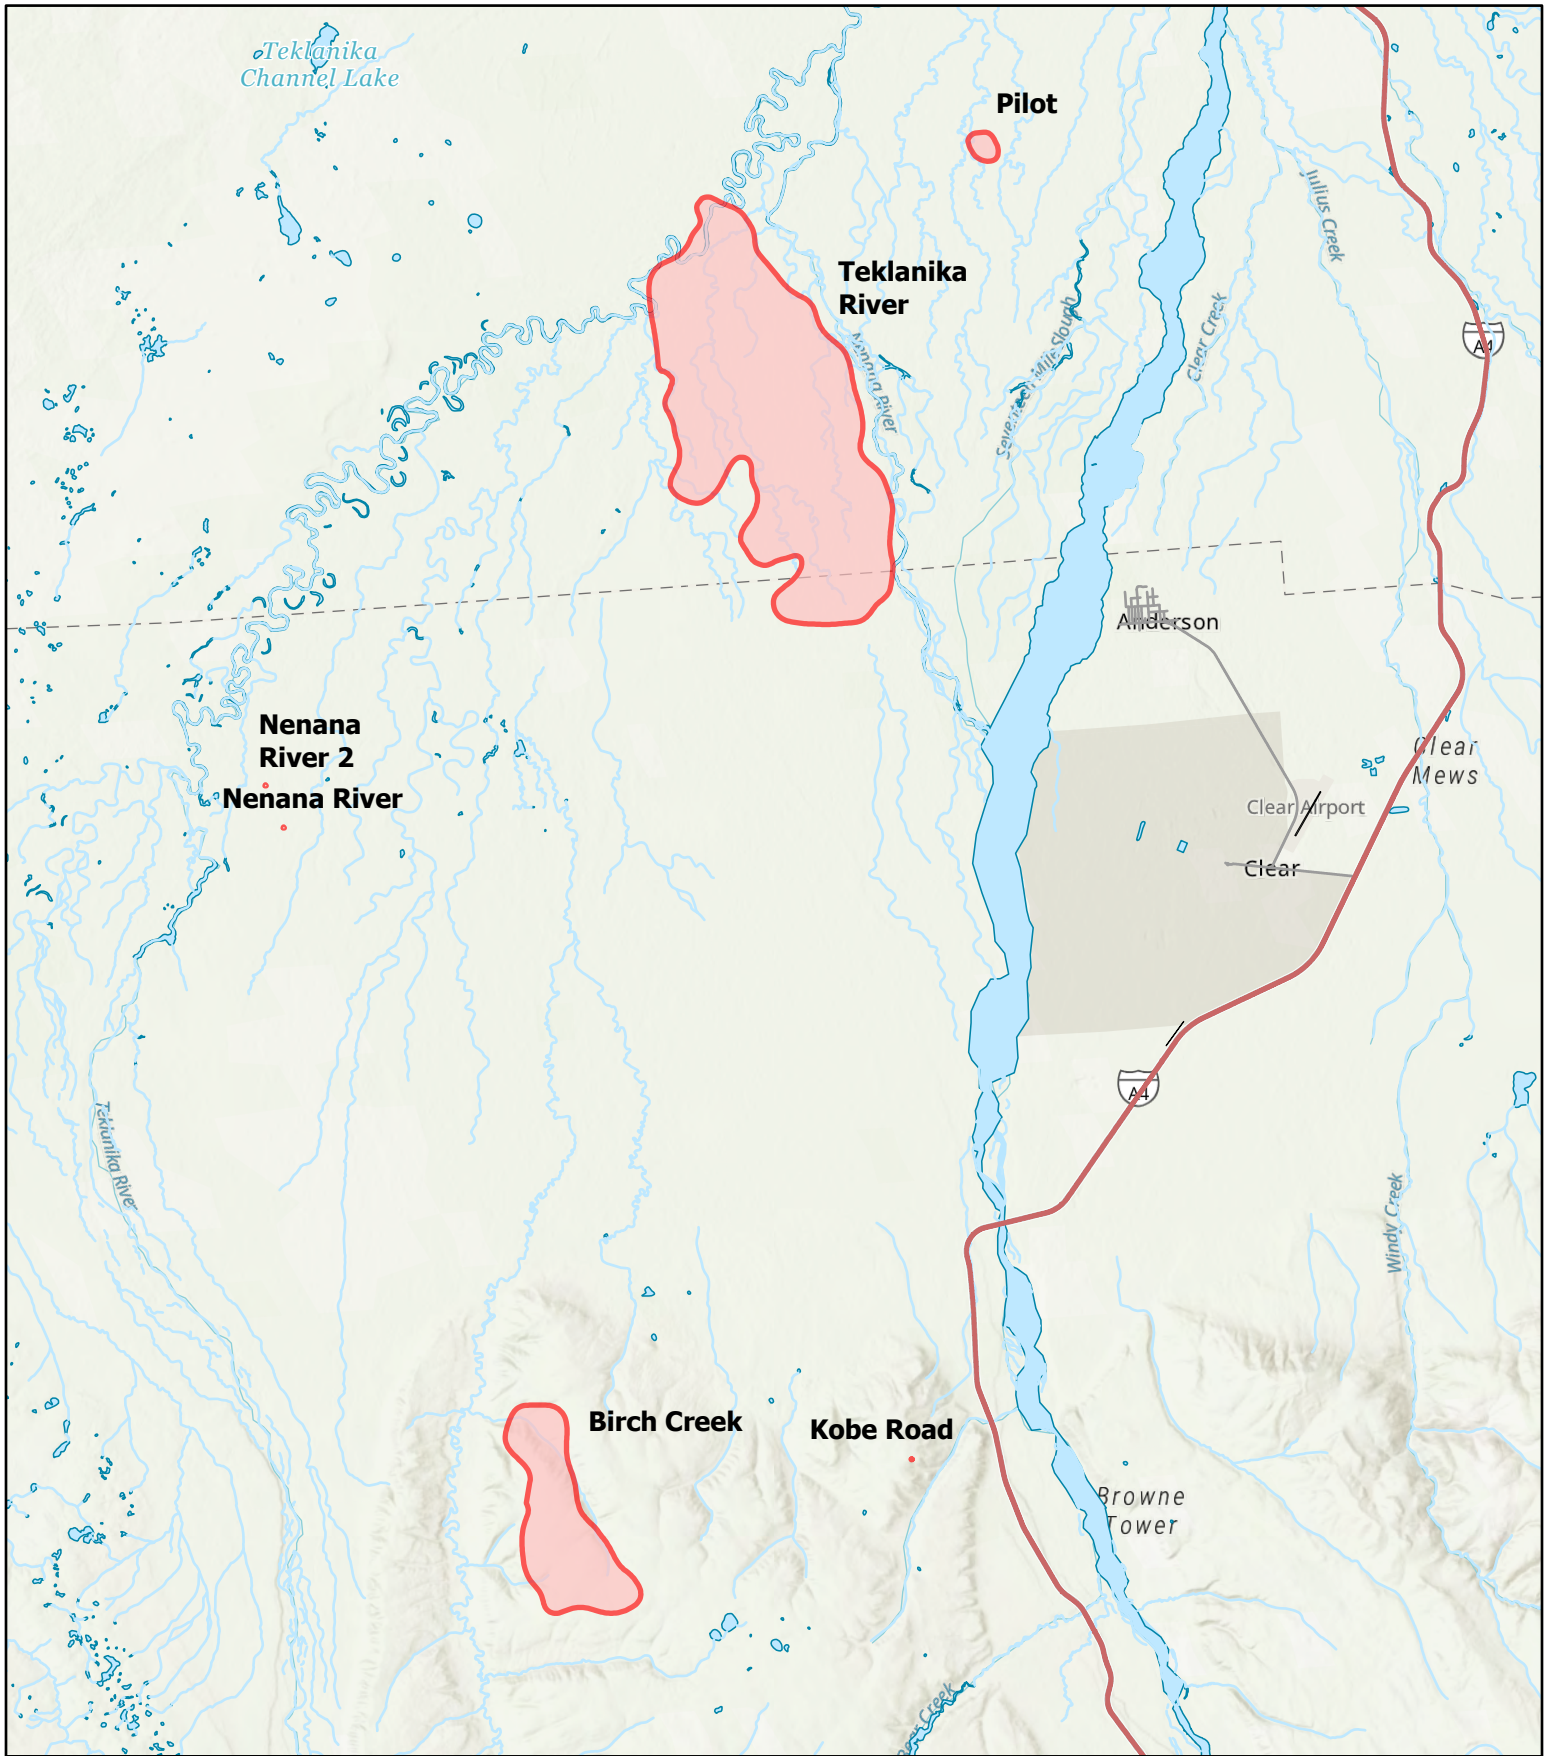 Teklanika
Channel Lake
Pilot
Julius Creek
Teklanika
River
Seventeen Mile Slough
Clear Creek
Nenana River
A4
Anderson
Nenana
River 2
Nenana River
Clear
Mews
Clear Airport
Clear
A4
Teklanika River
Windy Creek
Birch Creek
Kobe Road
Browne
Tower
Bear Creek